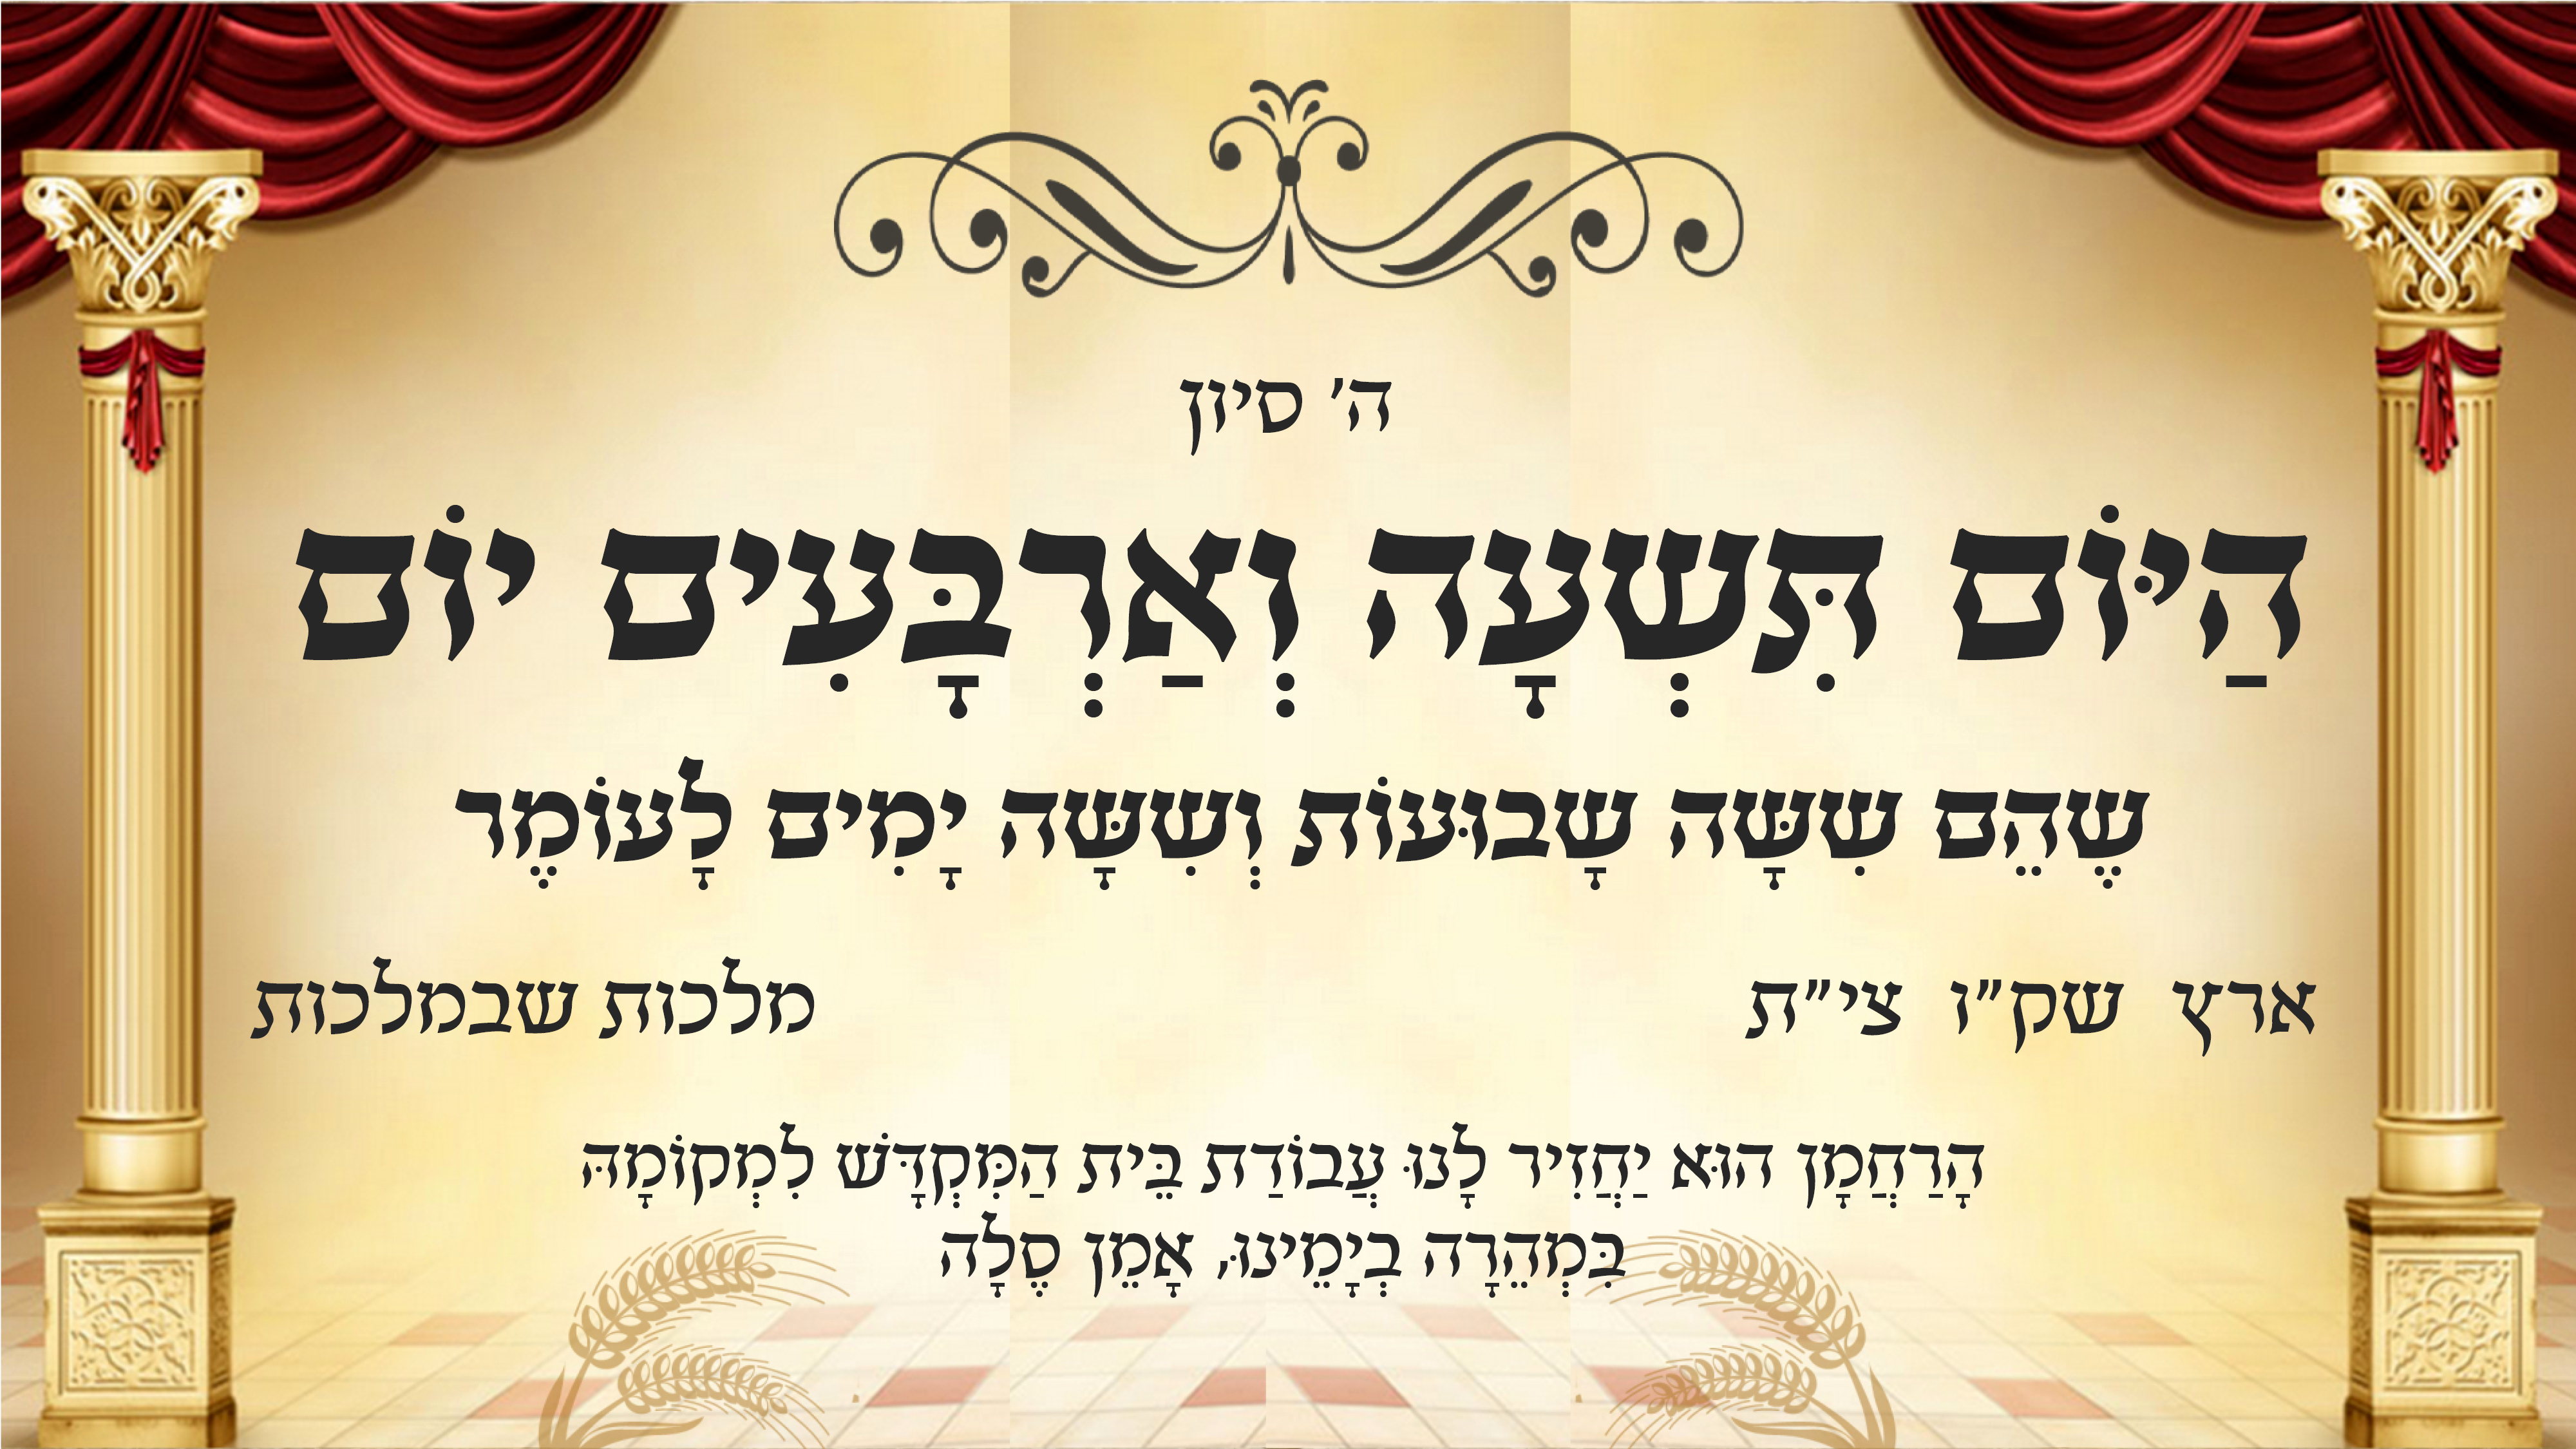 ה׳ סיון
הַיּוֹם תִּשְׁעָה וְאַרְבָּעִים יוֹם
שֶׁהֵם שִׁשָּׁה שָׁבוּעוֹת וְשִׁשָּׁה יָמִים לָעוֹמֶר
ארץ שק״ו צי״ת מלכות שבמלכות
הָרַחֲמָן הוּא יַחֲזִיר לָנוּ עֲבוֹדַת בֵּית הַמִּקְדָּשׁ לִמְקוֹמָהּ
בִּמְהֵרָה בְיָמֵינוּ, אָמֵן סֶלָה